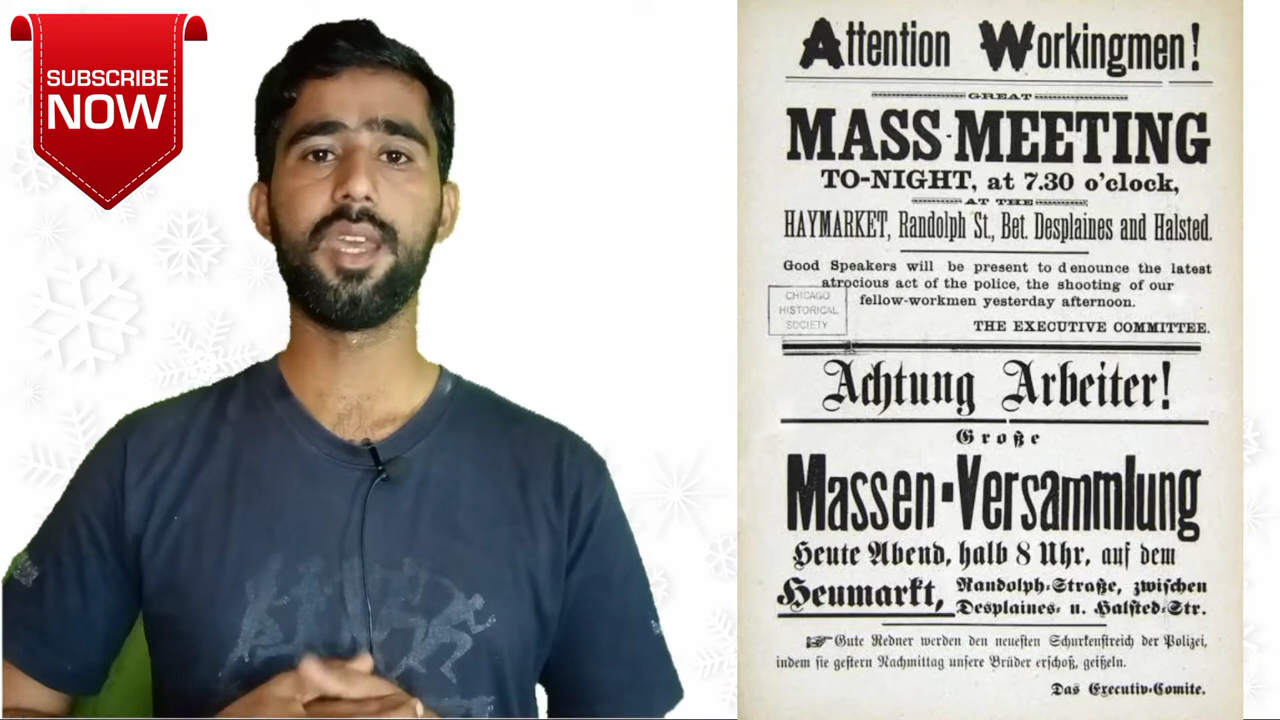 SUBSCRIBE
NOW
Attention Workingmen!
GREAT
MASS-MEETING
TO-NIGHT, at 7.30 o'clock,
AT THE
HAYMARKET, Randolph St., Bet. Desplaines and Halsted.
Good Speakers will be present to denounce the latest
atrocious act of the police, the shooting of our
fellow-workmen yesterday afternoon.
CHICAGO
HISTORICAL
SOCIETY
THE EXECUTIVE COMMITTEE.
Achtung Arbeiter!
Große
Massen-Versammlung
Heute Abend, halb 8 Uhr, auf dem
Heumarkt, Randolph-Straße, zwischen
Desplaines- u. Halsted-Str.
Gute Redner werden den neuesten Schurkenstreich der Polizei,
indem sie gestern Nachmittag unsere Brüder erschoß, geißeln.
Das Executiv-Comite.